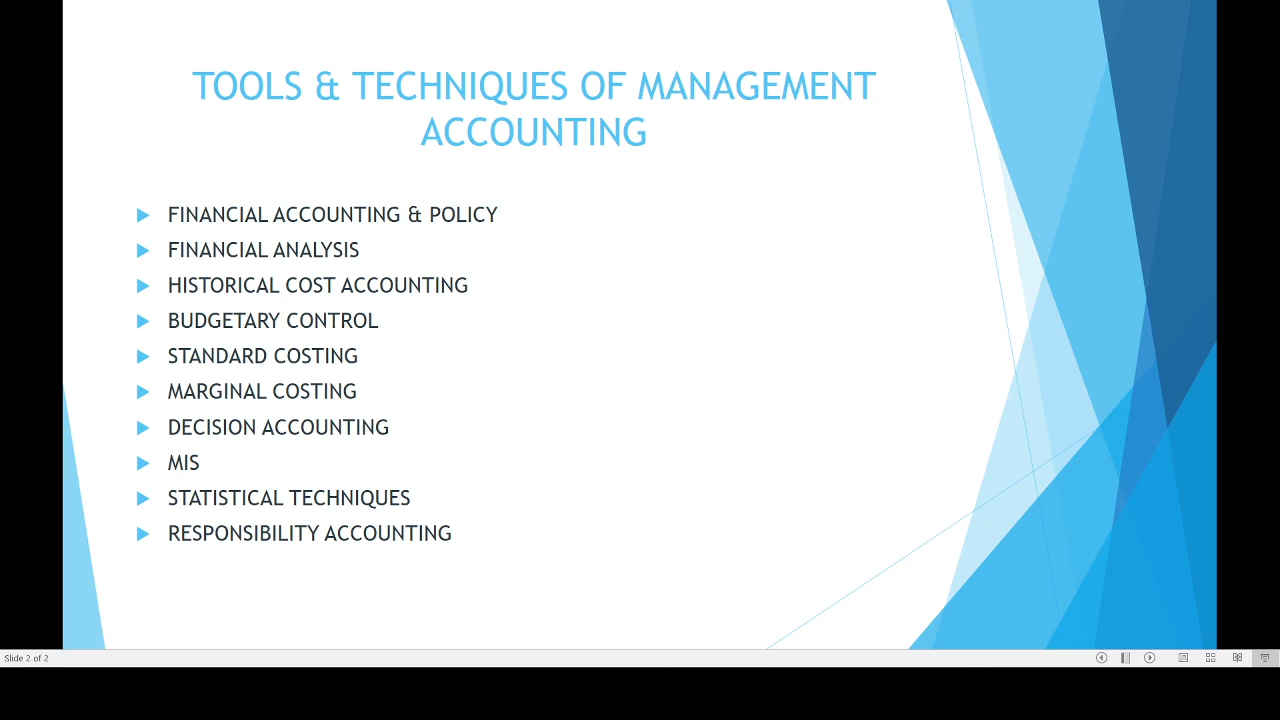 TOOLS & TECHNIQUES OF MANAGEMENT
ACCOUNTING
FINANCIAL ACCOUNTING & POLICY
FINANCIAL ANALYSIS
HISTORICAL COST ACCOUNTING
BUDGETARY CONTROL
STANDARD COSTING
MARGINAL COSTING
DECISION ACCOUNTING
MIS
STATISTICAL TECHNIQUES
RESPONSIBILITY ACCOUNTING
Slide 2 of 2